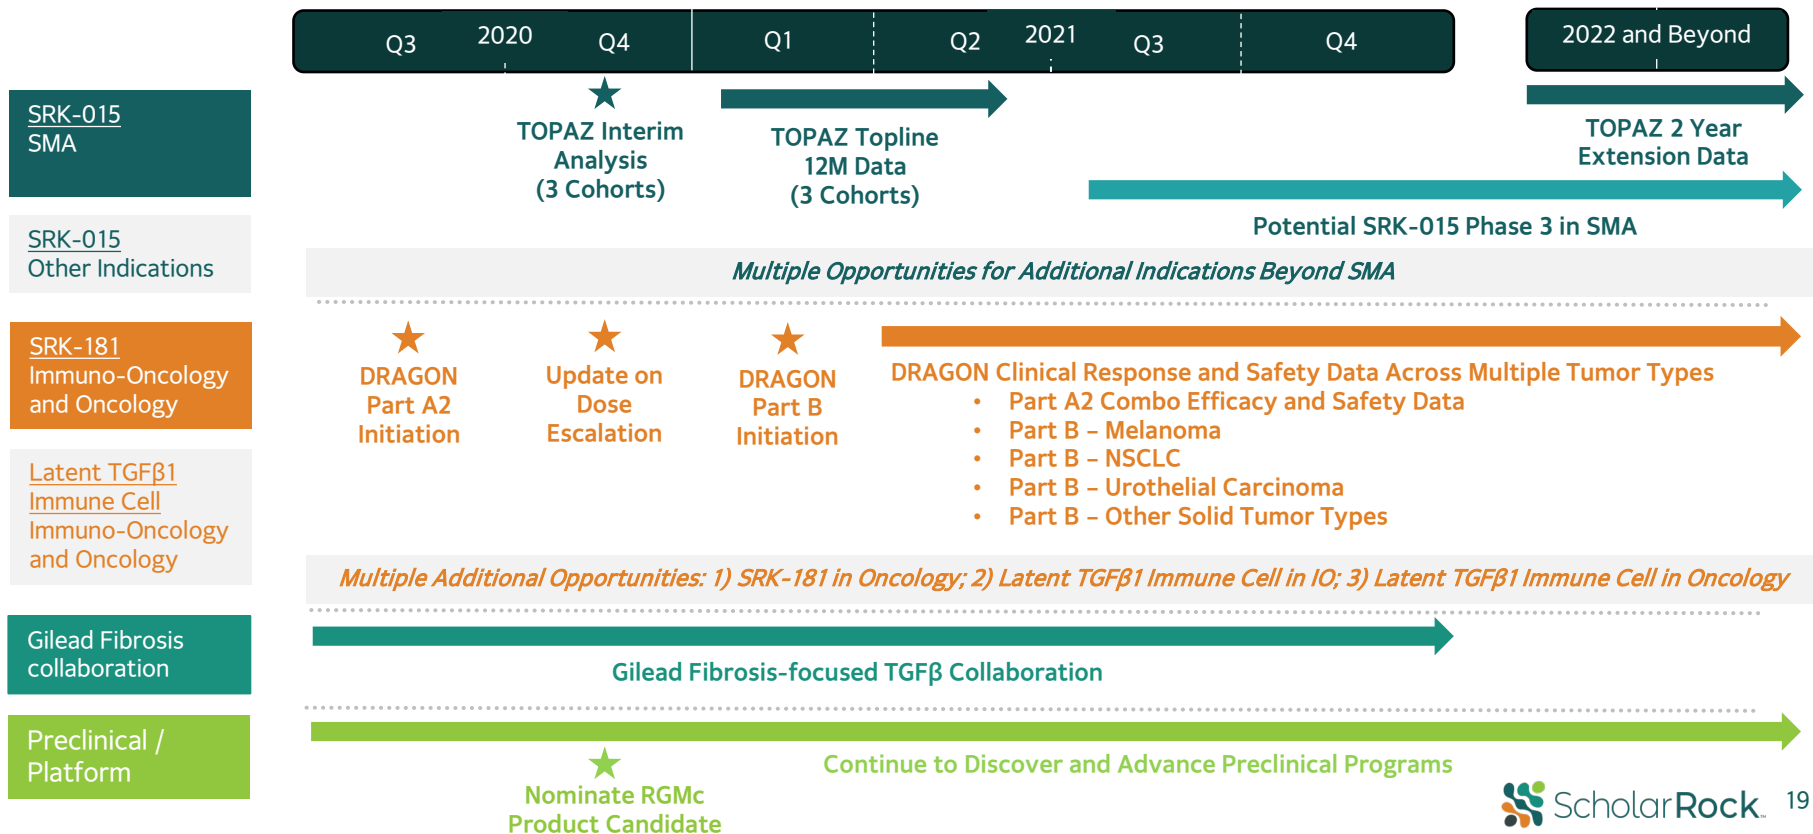 2020
2021
Q3
Q4
Q1
Q2
Q3
Q4
2022 and Beyond
SRK-015
SMA
TOPAZ Interim
Analysis
(3 Cohorts)
TOPAZ Topline
12M Data
(3 Cohorts)
TOPAZ 2 Year
Extension Data
Potential SRK-015 Phase 3 in SMA
SRK-015
Other Indications
Multiple Opportunities for Additional Indications Beyond SMA
SRK-181
Immuno-Oncology
and Oncology
DRAGON
Part A2
Initiation
Update on
Dose
Escalation
DRAGON
Part B
Initiation
DRAGON Clinical Response and Safety Data Across Multiple Tumor Types
• Part A2 Combo Efficacy and Safety Data
• Part B – Melanoma
• Part B – NSCLC
• Part B – Urothelial Carcinoma
• Part B – Other Solid Tumor Types
Latent TGFβ1
Immune Cell
Immuno-Oncology
and Oncology
Multiple Additional Opportunities: 1) SRK-181 in Oncology; 2) Latent TGFβ1 Immune Cell in IO; 3) Latent TGFβ1 Immune Cell in Oncology
Gilead Fibrosis
collaboration
Gilead Fibrosis-focused TGFβ Collaboration
Preclinical /
Platform
Nominate RGMc
Product Candidate
Continue to Discover and Advance Preclinical Programs
ScholarRock™
19